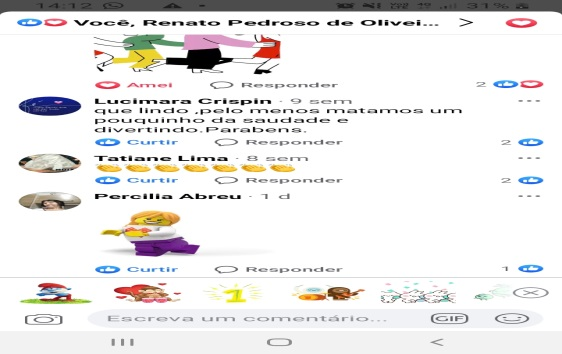 14:12
31%
Você, Renato Pedroso de Olivei... >
Amei Responder 2
Lucimara Crispin · 9 sem
que lindo ,pelo menos matamos um
pouquinho da saudade e
divertindo.Parabens.
Curtir Responder 2
Tatiane Lima · 8 sem
👏👏👏👏👏👏👏
Curtir Responder 2
Percilia Abreu · 1 d
Curtir Responder 1
1
Escreva um comentário... GIF